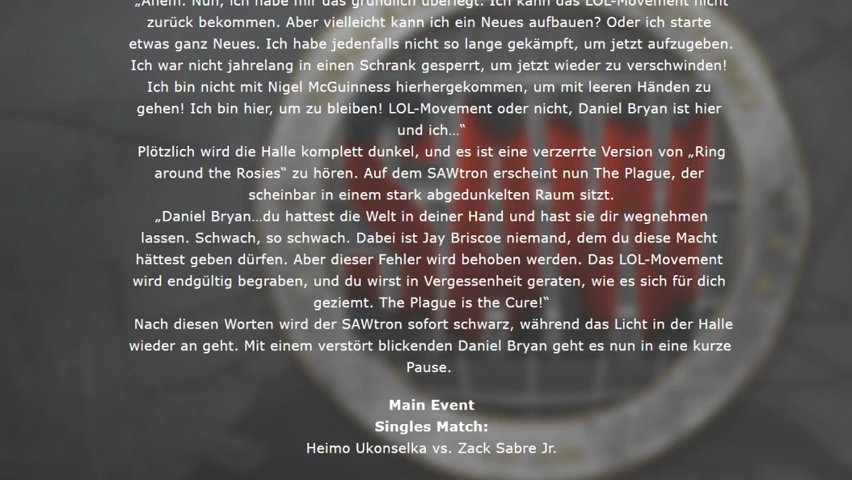 „Ahem. Nun, ich habe mir das gründlich überlegt. Ich kann das LOL-Movement nicht
zurück bekommen. Aber vielleicht kann ich ein Neues aufbauen? Oder ich starte
etwas ganz Neues. Ich habe jedenfalls nicht so lange gekämpft, um jetzt aufzugeben.
Ich war nicht jahrelang in einen Schrank gesperrt, um jetzt wieder zu verschwinden!
Ich bin nicht mit Nigel McGuinness hierhergekommen, um mit leeren Händen zu
gehen! Ich bin hier, um zu bleiben! LOL-Movement oder nicht, Daniel Bryan ist hier
und ich…“
Plötzlich wird die Halle komplett dunkel, und es ist eine verzerrte Version von „Ring
around the Rosies“ zu hören. Auf dem SAWtron erscheint nun The Plague, der
scheinbar in einem stark abgedunkelten Raum sitzt.
„Daniel Bryan…du hattest die Welt in deiner Hand und hast sie dir wegnehmen
lassen. Schwach, so schwach. Dabei ist Jay Briscoe niemand, dem du diese Macht
hättest geben dürfen. Aber dieser Fehler wird behoben werden. Das LOL-Movement
wird endgültig begraben, und du wirst in Vergessenheit geraten, wie es sich für dich
geziemt. The Plague is the Cure!“
Nach diesen Worten wird der SAWtron sofort schwarz, während das Licht in der Halle
wieder an geht. Mit einem verstört blickenden Daniel Bryan geht es nun in eine kurze
Pause.
Main Event
Singles Match:
Heimo Ukonselka vs. Zack Sabre Jr.
SAW